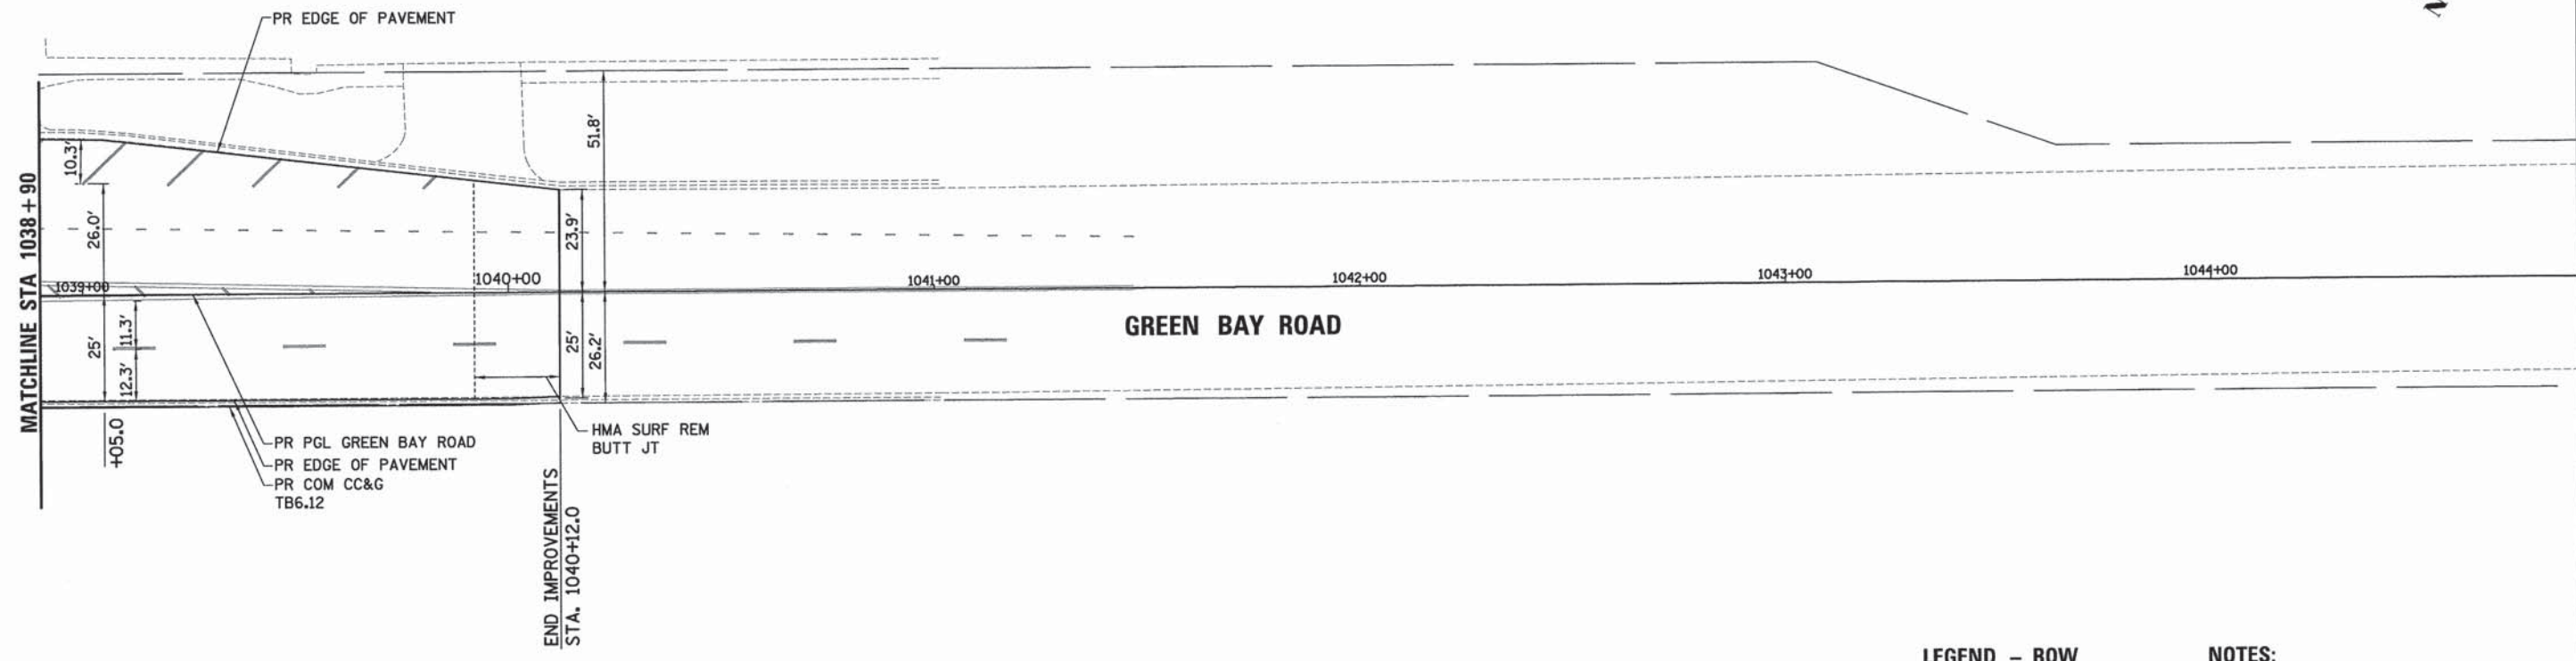 PR EDGE OF PAVEMENT
MATCHLINE STA 1038+90
10.3'
26.0'
51.8'
23.9'
1039+00
1040+00
1041+00
1042+00
1043+00
1044+00
25'
11.3'
12.3'
25'
26.2'
GREEN BAY ROAD
+05.0
PR PGL GREEN BAY ROAD
PR EDGE OF PAVEMENT
PR COM CC&G
TB6.12
HMA SURF REM
BUTT JT
END IMPROVEMENTS
STA. 1040+12.0
LEGEND - ROW
NOTES: